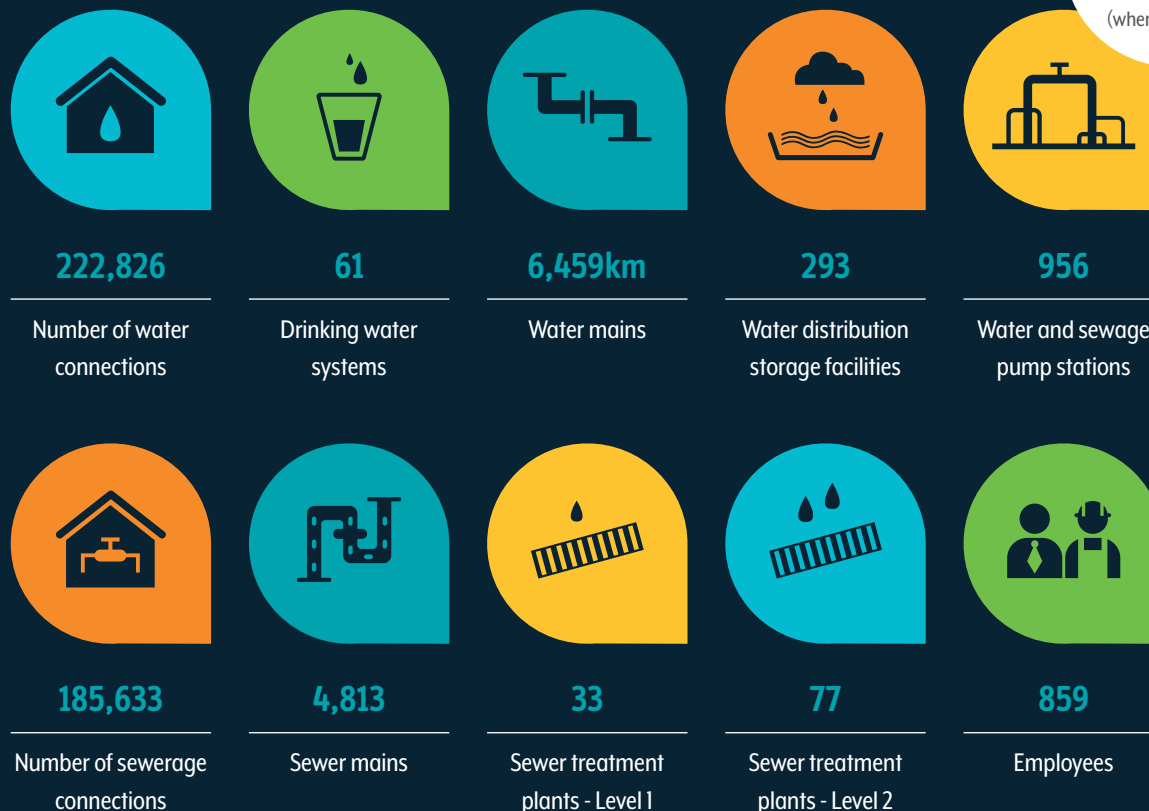 (when
222,826
Number of water
connections
61
Drinking water
systems
6,459km
Water mains
293
Water distribution
storage facilities
956
Water and sewage
pump stations
185,633
Number of sewerage
connections
4,813
Sewer mains
33
Sewer treatment
plants - Level 1
77
Sewer treatment
plants - Level 2
859
Employees